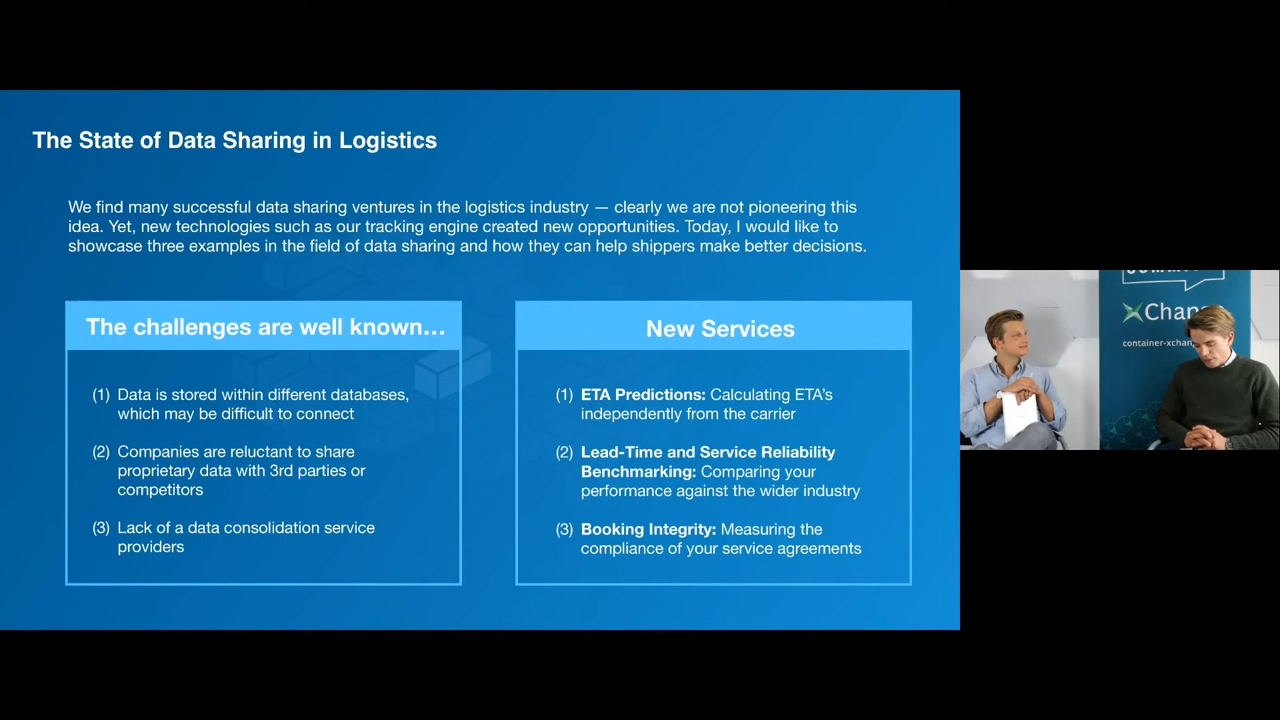 The State of Data Sharing in Logistics
We find many successful data sharing ventures in the logistics industry — clearly we are not pioneering this
idea. Yet, new technologies such as our tracking engine created new opportunities. Today, I would like to
showcase three examples in the field of data sharing and how they can help shippers make better decisions.
The challenges are well known…
(1) Data is stored within different databases,
which may be difficult to connect
(2) Companies are reluctant to share
proprietary data with 3rd parties or
competitors
(3) Lack of a data consolidation service
providers
New Services
(1) ETA Predictions: Calculating ETA's
independently from the carrier
(2) Lead-Time and Service Reliability
Benchmarking: Comparing your
performance against the wider industry
(3) Booking Integrity: Measuring the
compliance of your service agreements
XChan
container-xchan